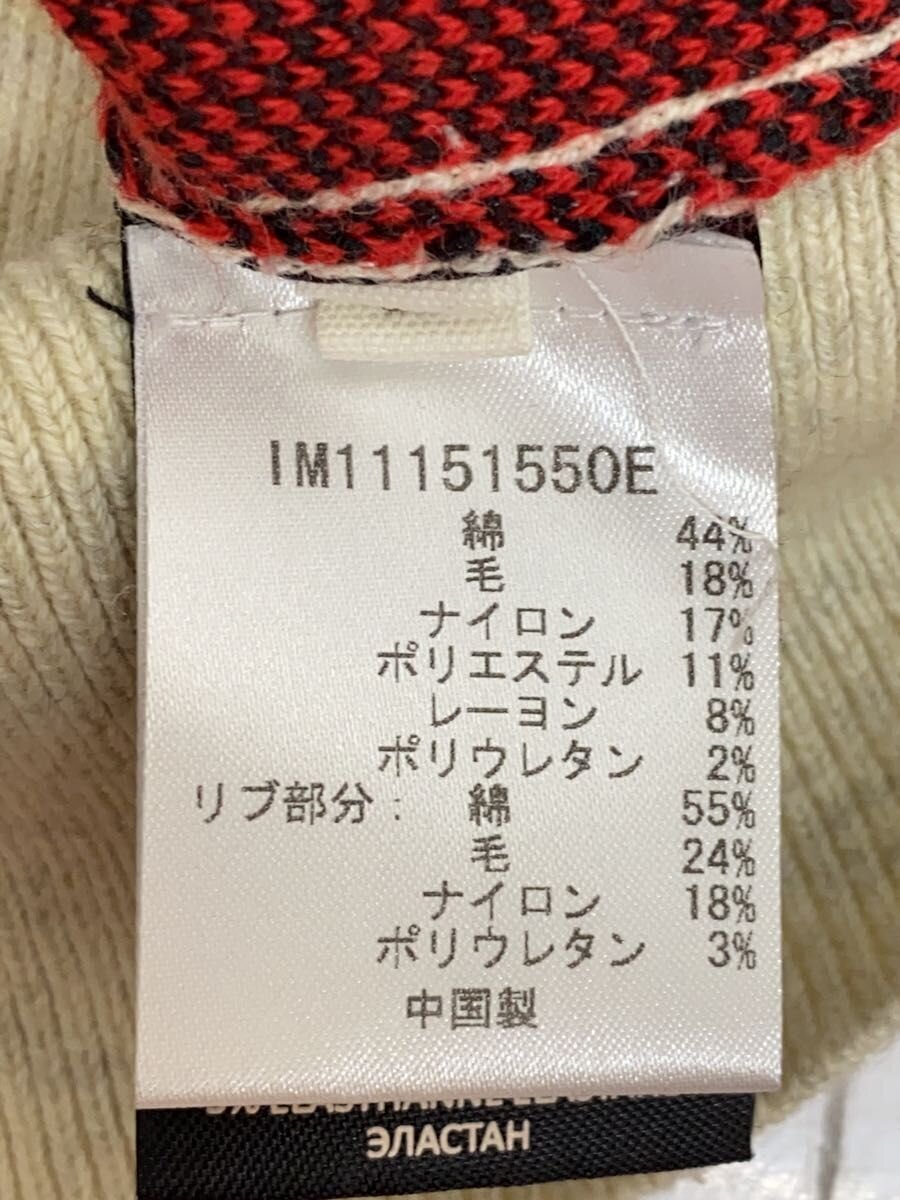 IM11151550E
綿 44%
毛 18%
ナイロン 17%
ポリエステル 11%
レーヨン 8%
ポリウレタン 2%
リブ部分: 綿 55%
毛 24%
ナイロン 18%
ポリウレタン 3%
中国製
ЭЛАСТАН